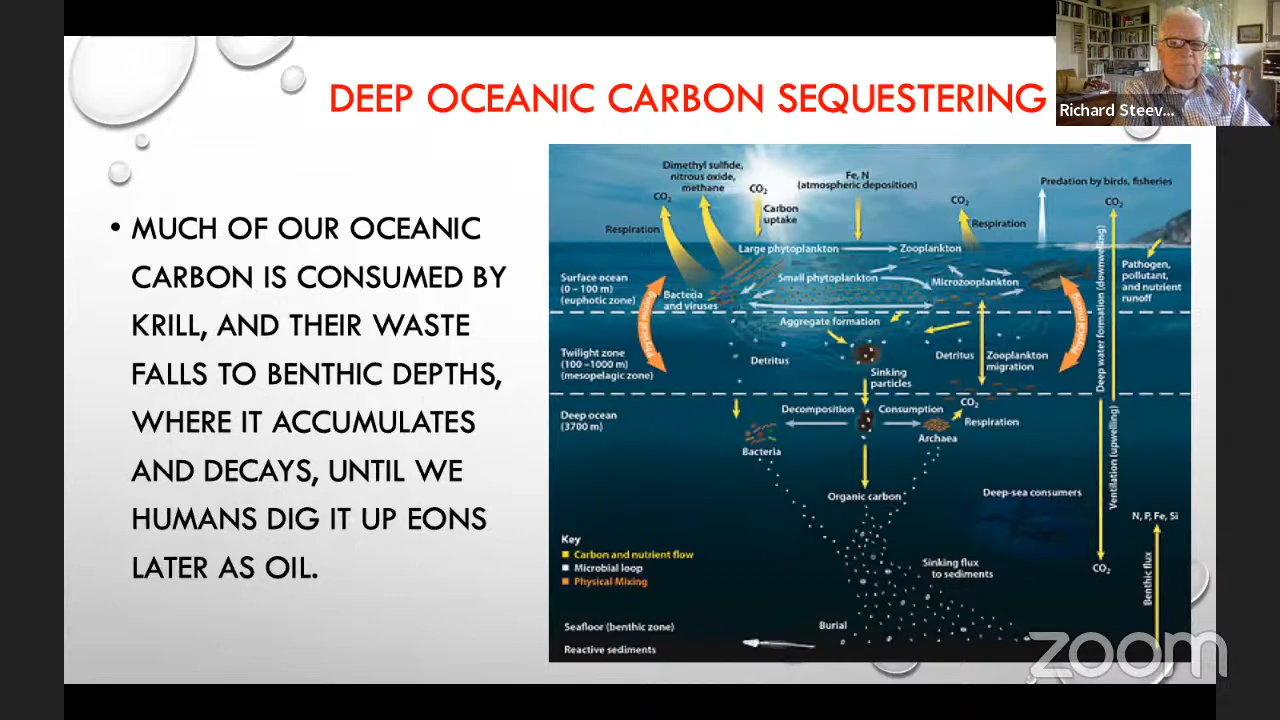 DEEP OCEANIC CARBON SEQUESTERING
Richard Steev...
• MUCH OF OUR OCEANIC
CARBON IS CONSUMED BY
KRILL, AND THEIR WASTE
FALLS TO BENTHIC DEPTHS,
WHERE IT ACCUMULATES
AND DECAYS, UNTIL WE
HUMANS DIG IT UP EONS
LATER AS OIL.
Dimethyl sulfide,
nitrous oxide,
methane
CO2
CO2
Fe, N
(atmospheric deposition)
CO2
Predation by birds, fisheries
CO2
Respiration
Carbon
uptake
Respiration
Large phytoplankton
Zooplankton
Surface ocean
(0 – 100 m)
(euphotic zone)
Bacteria
and viruses
Small phytoplankton
Microzooplankton
Pathogen,
pollutant,
and nutrient
runoff
Physical mixing
Aggregate formation
Physical mixing
Deep water formation (downwelling)
Twilight zone
(100 –1000 m)
(mesopelagic zone)
Detritus
Sinking
particles
Detritus
Zooplankton
migration
Deep ocean
(3700 m)
Decomposition
Consumption
CO2
Respiration
Bacteria
Archaea
Ventilation (upwelling)
Organic carbon
Deep-sea consumers
N, P, Fe, Si
Key
Carbon and nutrient flow
Microbial loop
Physical Mixing
Sinking flux
to sediments
CO2
Benthic flux
Seafloor (benthic zone)
Burial
Reactive sediments
zoom